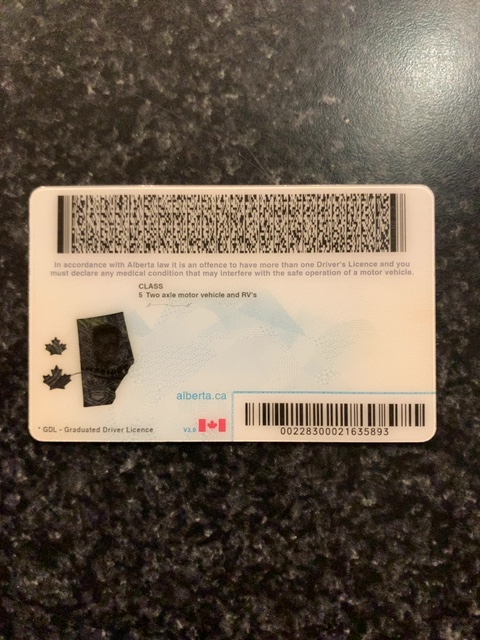 In accordance with Alberta law it is an offence to have more than one Driver's Licence and you
must declare any medical condition that may interfere with the safe operation of a motor vehicle.
CLASS
5 Two axle motor vehicle and RV's
alberta.ca
* GDL - Graduated Driver Licence
V3.0
00228300021635893